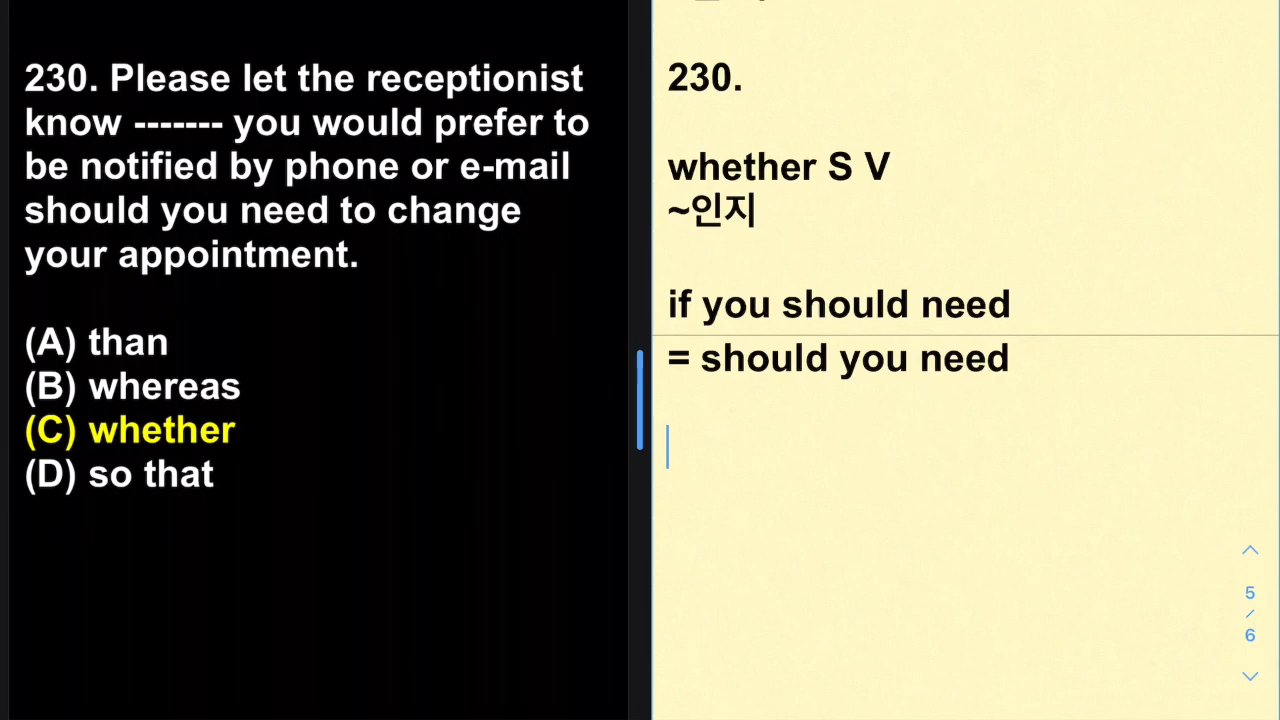 230. Please let the receptionist
know ------- you would prefer to
be notified by phone or e-mail
should you need to change
your appointment.
(A) than
(B) whereas
(C) whether
(D) so that
230.
whether S V
~인지
if you should need
= should you need
5
/
6